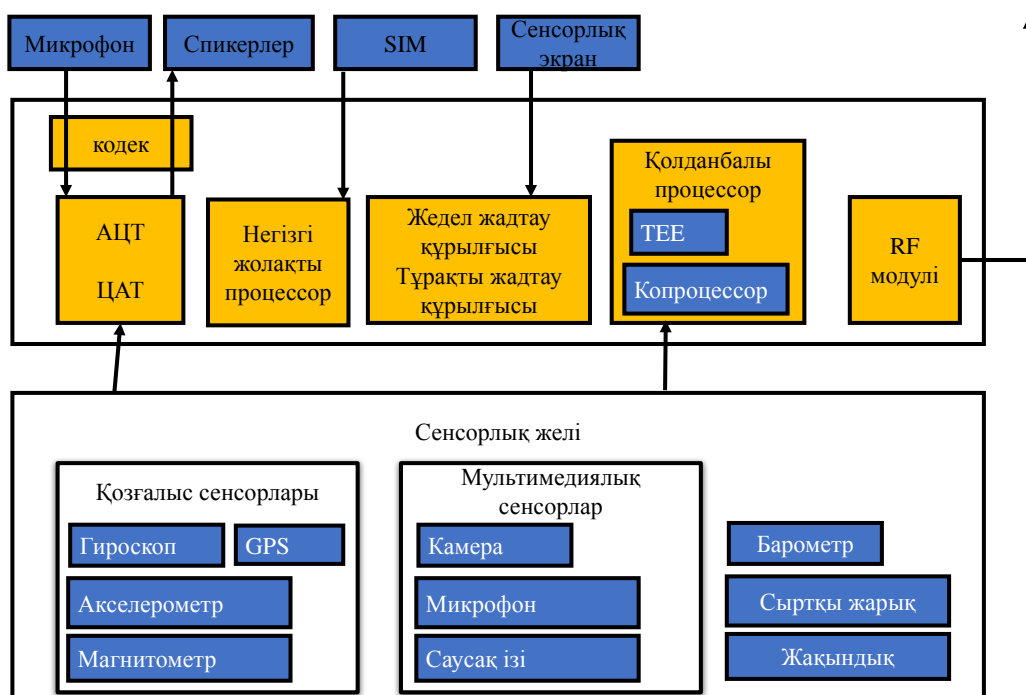 Микрофон
Спикерлер
SIM
Сенсорлық
экран
кодек
АЦТ
ЦАТ
Негізгі
жолақты
процессор
Жедел жадтау
құрылғысы
Тұрақты жадтау
құрылғысы
Қолданбалы
процессор
TEE
Копроцессор
RF
модулі
Сенсорлық желі
Қозғалыс сенсорлары
Гироскоп
GPS
Акселерометр
Магнитометр
Мультимедиялық
сенсорлар
Камера
Микрофон
Саусақ ізі
Барометр
Сыртқы жарық
Жақындық